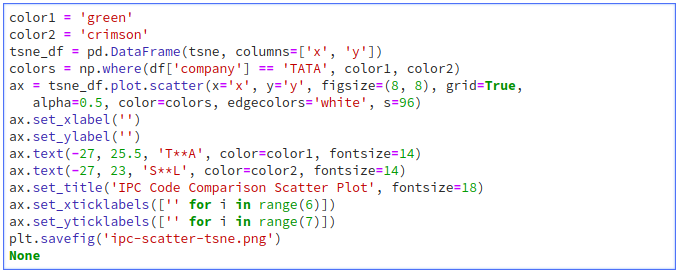 color1 = 'green'
color2 = 'crimson'
tsne_df = pd.DataFrame(tsne, columns=['x', 'y'])
colors = np.where(df['company'] == 'TATA', color1, color2)
ax = tsne_df.plot.scatter(x='x', y='y', figsize=(8, 8), grid=True,
   alpha=0.5, color=colors, edgecolors='white', s=96)
ax.set_xlabel('')
ax.set_ylabel('')
ax.text(-27, 25.5, 'T**A', color=color1, fontsize=14)
ax.text(-27, 23, 'S**L', color=color2, fontsize=14)
ax.set_title('IPC Code Comparison Scatter Plot', fontsize=18)
ax.set_xticklabels(['' for i in range(6)])
ax.set_yticklabels(['' for i in range(7)])
plt.savefig('ipc-scatter-tsne.png')
None